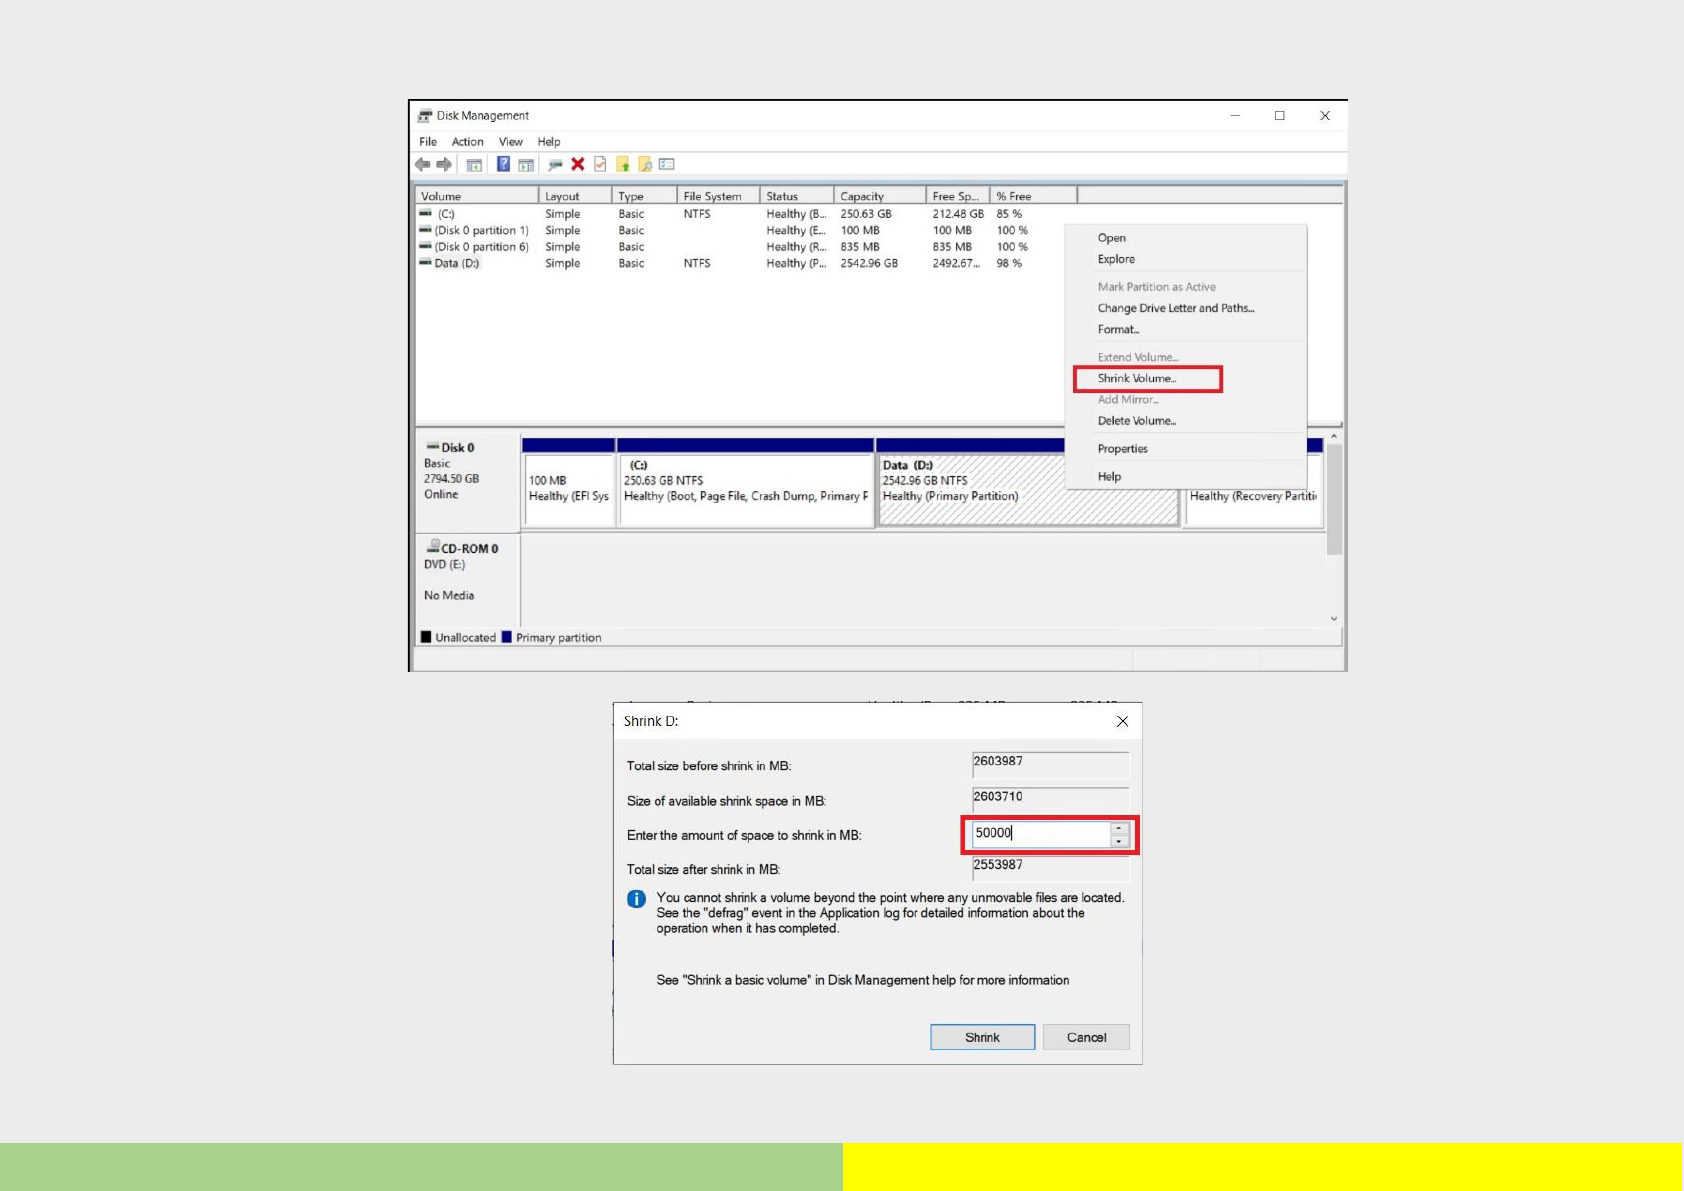 Disk Management
File Action View Help
Volume Layout Type File System Status Capacity Free Sp... % Free
(C:) Simple Basic NTFS Healthy (B... 250.63 GB 212.48 GB 85 %
(Disk 0 partition 1) Simple Basic Healthy (E... 100 MB 100 MB 100 %
(Disk 0 partition 6) Simple Basic Healthy (R... 835 MB 835 MB 100 %
Data (D:) Simple Basic NTFS Healthy (P... 2542.96 GB 2492.67... 98 %
Open
Explore
Mark Partition as Active
Change Drive Letter and Paths...
Format...
Extend Volume...
Shrink Volume...
Add Mirror...
Delete Volume...
Properties
Help
Disk 0
Basic
2794.50 GB
Online
100 MB
Healthy (EFI Sys
(C:)
250.63 GB NTFS
Healthy (Boot, Page File, Crash Dump, Primary P
Data (D:)
2542.96 GB NTFS
Healthy (Primary Partition)
Healthy (Recovery Partiti
CD-ROM 0
DVD (E:)
No Media
Unallocated Primary partition
Shrink D:
Total size before shrink in MB: 2603987
Size of available shrink space in MB: 2603710
Enter the amount of space to shrink in MB: 50000
Total size after shrink in MB: 2553987
You cannot shrink a volume beyond the point where any unmovable files are located.
See the "defrag" event in the Application log for detailed information about the
operation when it has completed.
See "Shrink a basic volume" in Disk Management help for more information
Shrink Cancel